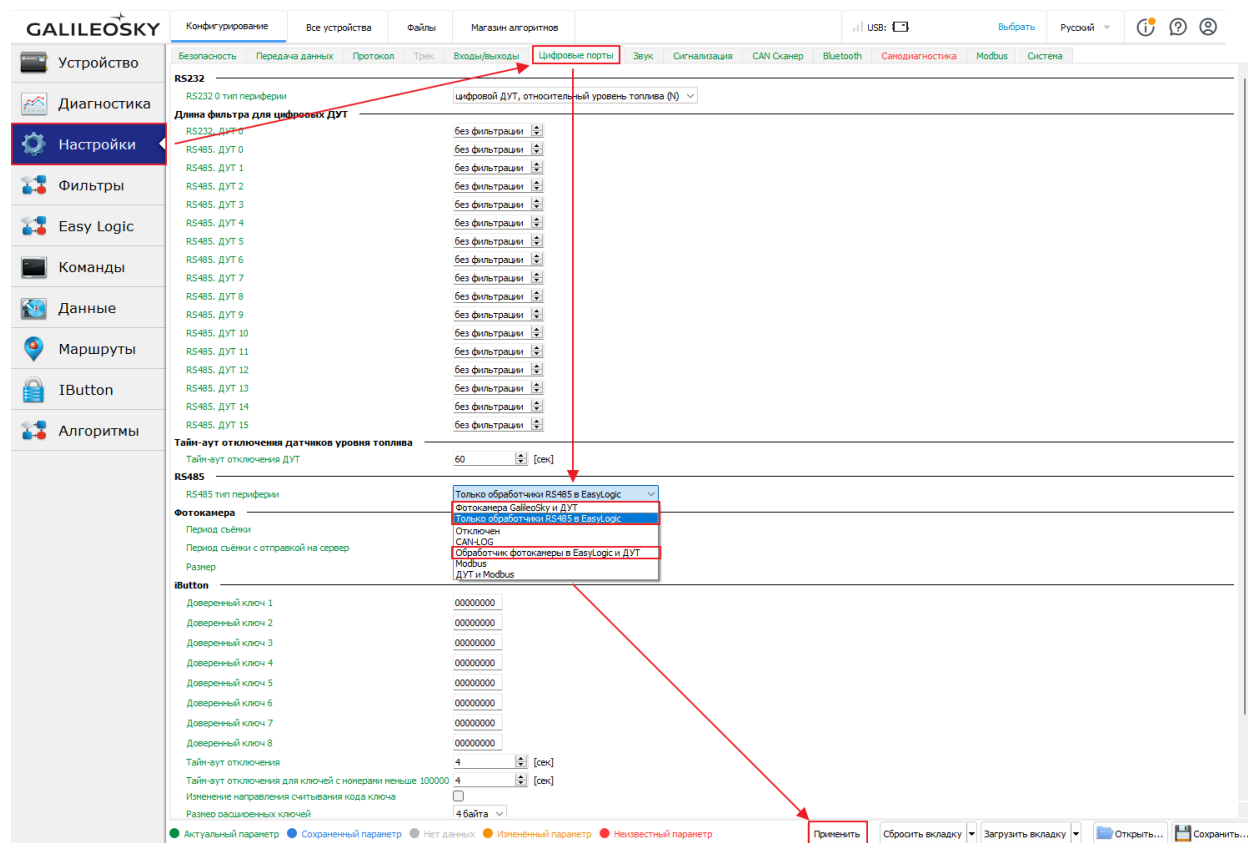 GALILEOSKY
Конфигурирование Все устройства Файлы Магазин алгоритмов USB: Выбрать Русский
Безопасность Передача данных Протокол Трек Входы/выходы Цифровые порты Звук Сигнализация CAN Сканер Bluetooth Самодиагностика Modbus Система
Устройство
Диагностика
Настройки
Фильтры
Easy Logic
Команды
Данные
Маршруты
IButton
Алгоритмы
RS232
RS232 0 тип периферии цифровой ДУТ, относительный уровень топлива (N)
Длина фильтра для цифровых ДУТ
RS232. ДУТ 0 без фильтрации
RS485. ДУТ 0 без фильтрации
RS485. ДУТ 1 без фильтрации
RS485. ДУТ 2 без фильтрации
RS485. ДУТ 3 без фильтрации
RS485. ДУТ 4 без фильтрации
RS485. ДУТ 5 без фильтрации
RS485. ДУТ 6 без фильтрации
RS485. ДУТ 7 без фильтрации
RS485. ДУТ 8 без фильтрации
RS485. ДУТ 9 без фильтрации
RS485. ДУТ 10 без фильтрации
RS485. ДУТ 11 без фильтрации
RS485. ДУТ 12 без фильтрации
RS485. ДУТ 13 без фильтрации
RS485. ДУТ 14 без фильтрации
RS485. ДУТ 15 без фильтрации
Тайм-аут отключения датчиков уровня топлива
Тайм-аут отключения ДУТ 60 [сек]
RS485
RS485 тип периферии Только обработчики RS485 в EasyLogic
Фотокамера GalileoSky и ДУТ
Только обработчики RS485 в EasyLogic
Отключен
CAN-LOG
Обработчик фотокамеры в EasyLogic и ДУТ
Modbus
ДУТ и Modbus
Фотокамера
Период съёмки
Период съёмки с отправкой на сервер
Размер
iButton
Доверенный ключ 1 00000000
Доверенный ключ 2 00000000
Доверенный ключ 3 00000000
Доверенный ключ 4 00000000
Доверенный ключ 5 00000000
Доверенный ключ 6 00000000
Доверенный ключ 7 00000000
Доверенный ключ 8 00000000
Тайм-аут отключения 4 [сек]
Тайм-аут отключения для ключей с номерами меньше 100000 4 [сек]
Изменение направления считывания кода ключа
Размер расширенных ключей 4 байта
Актуальный параметр Сохраненный параметр Нет данных Изменённый параметр Неизвестный параметр Применить Сбросить вкладку Загрузить вкладку Открыть... Сохранить...